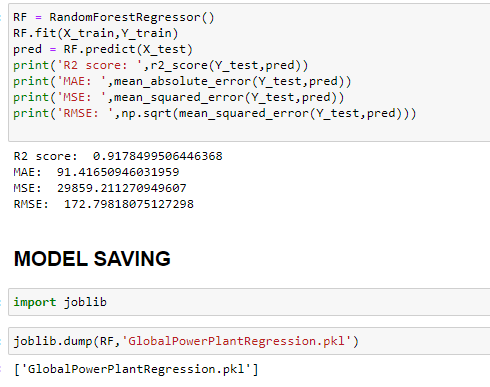 RF = RandomForestRegressor()
RF.fit(X_train,Y_train)
pred = RF.predict(X_test)
print('R2 score: ',r2_score(Y_test,pred))
print('MAE: ',mean_absolute_error(Y_test,pred))
print('MSE: ',mean_squared_error(Y_test,pred))
print('RMSE: ',np.sqrt(mean_squared_error(Y_test,pred)))
R2 score:  0.9178499506446368
MAE:  91.41650946031959
MSE:  29859.211270949607
RMSE:  172.79818075127298
MODEL SAVING
import joblib
joblib.dump(RF,'GlobalPowerPlantRegression.pkl')
['GlobalPowerPlantRegression.pkl']